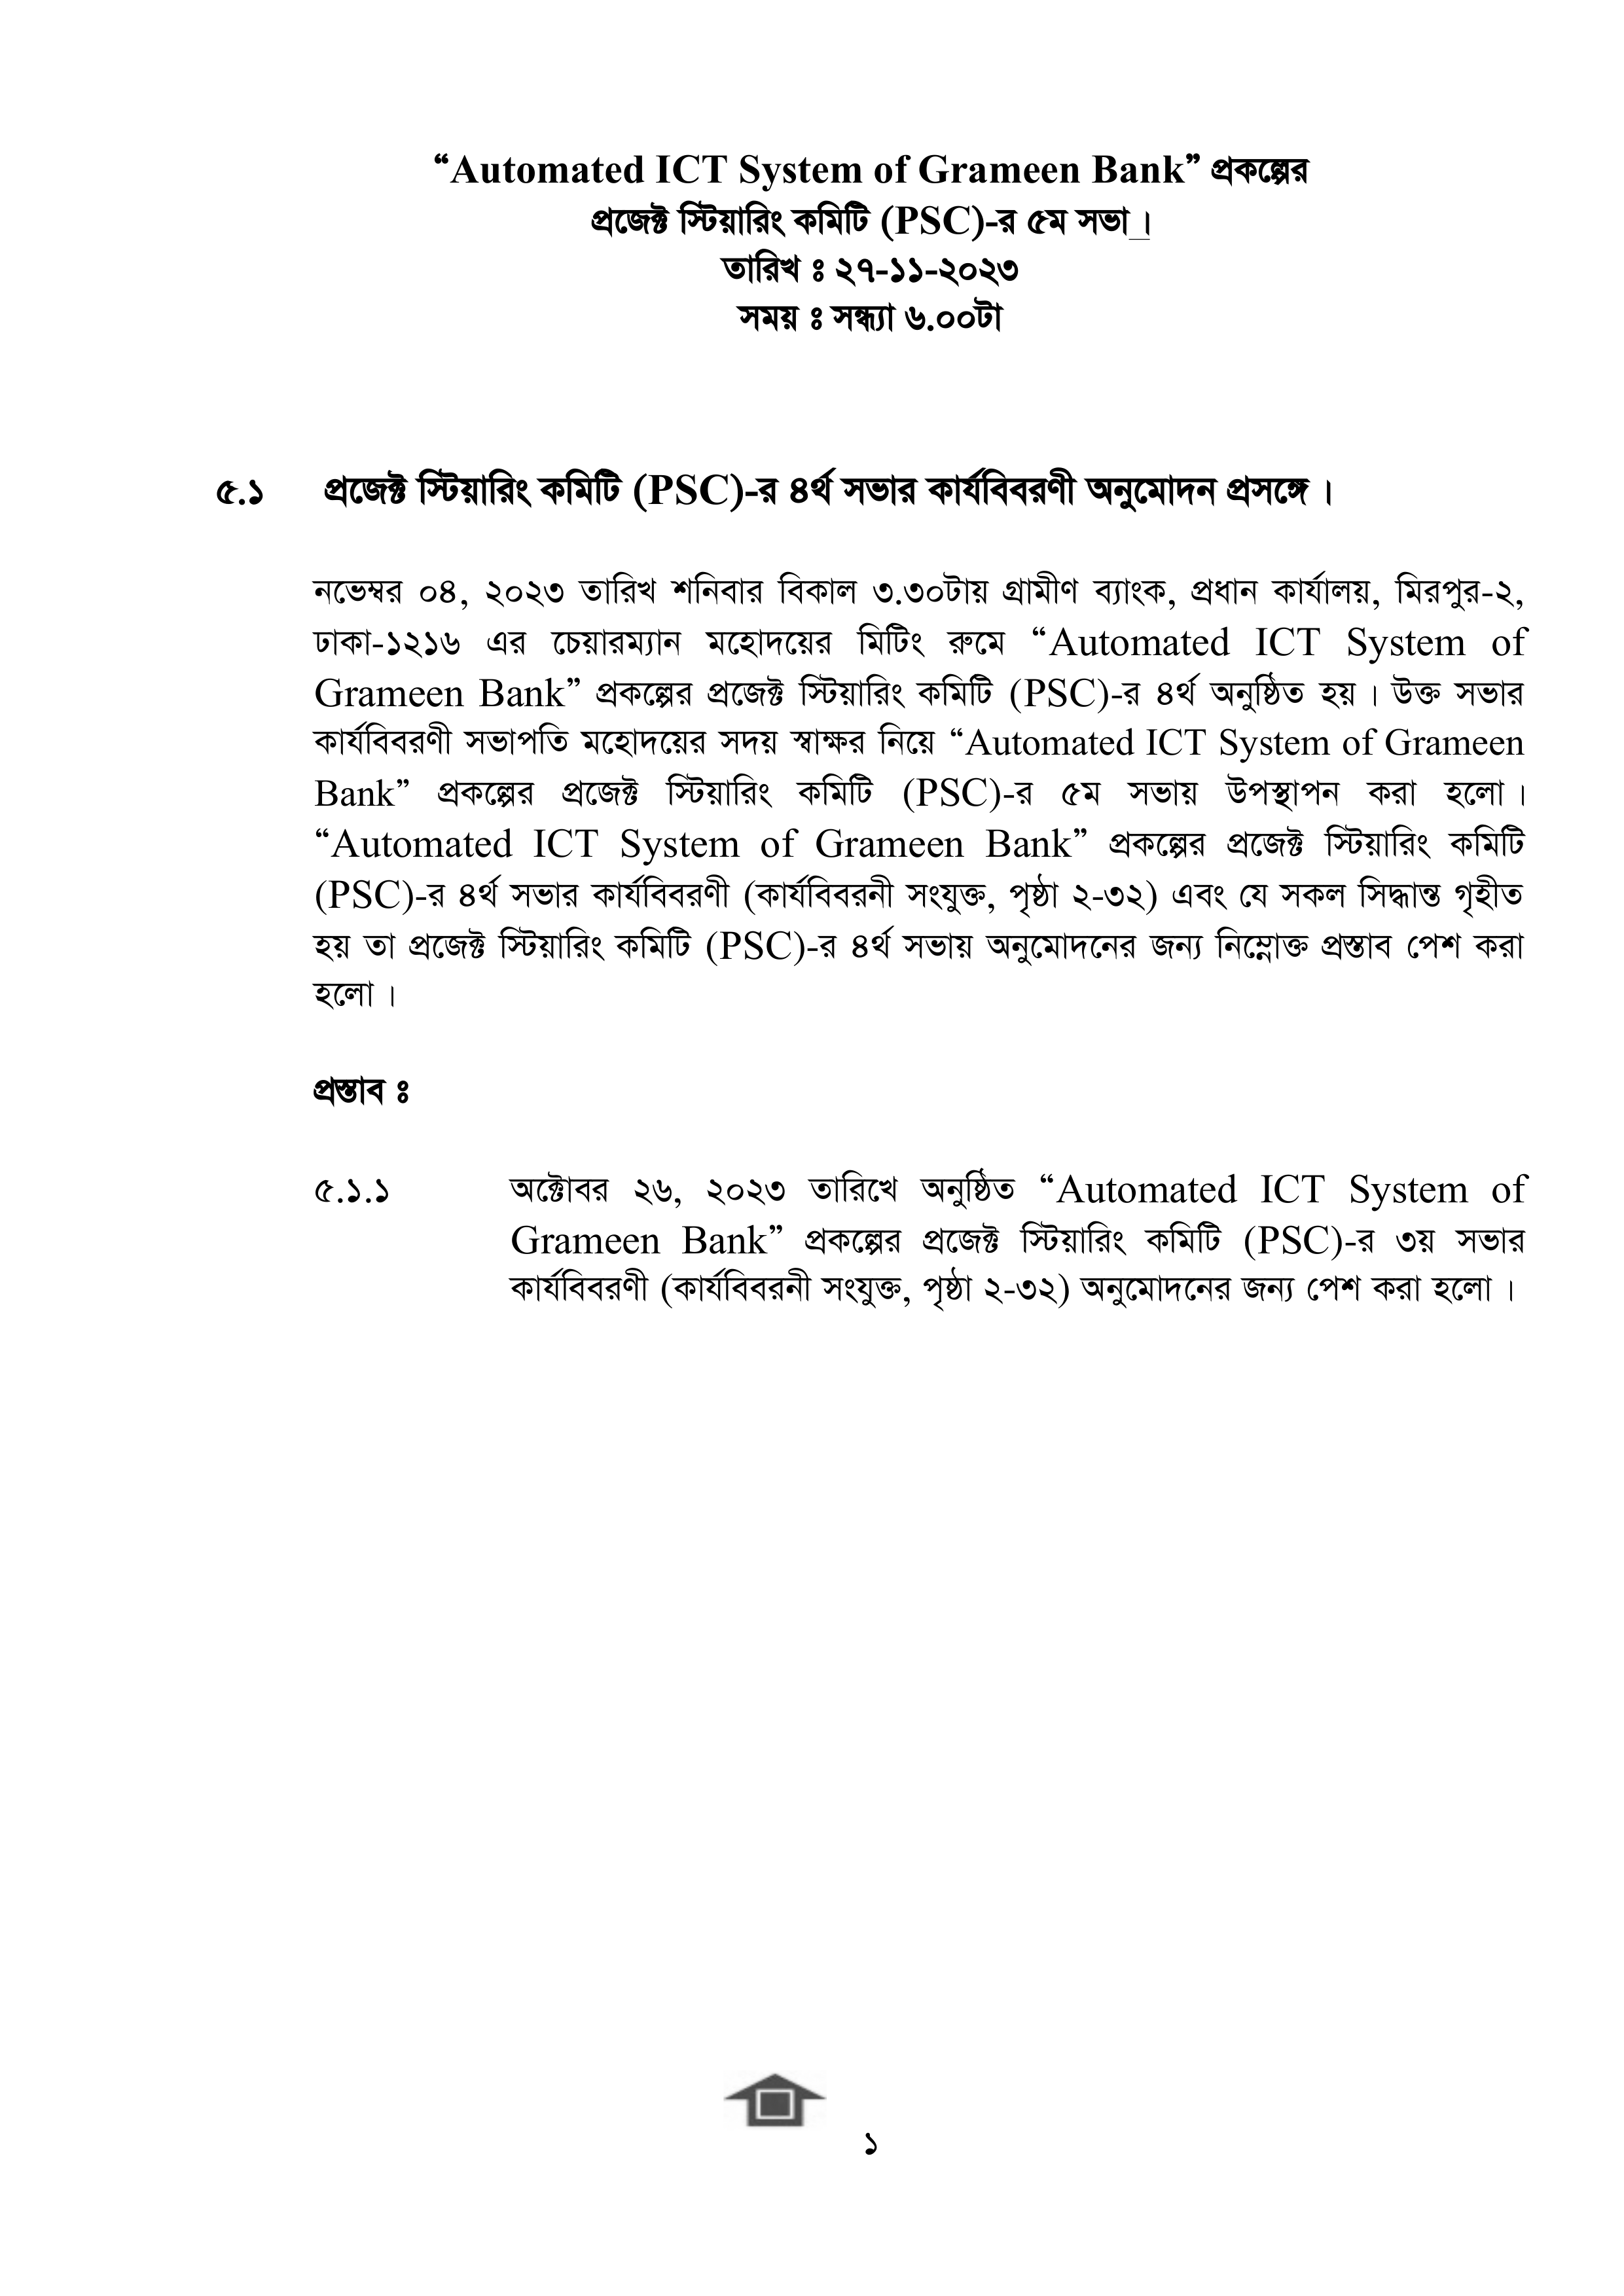 “Automated ICT System of Grameen Bank” প্রকল্পের
প্রজেক্ট স্টিয়ারিং কমিটি (PSC)-র ৫ম সভা।
তারিখ ঃ ২৭-১১-২০২৩
সময় ঃ সন্ধ্যা ৬.০০টা
৫.১ প্রজেক্ট স্টিয়ারিং কমিটি (PSC)-র ৪র্থ সভার কার্যবিবরণী অনুমোদন প্রসঙ্গে।
নভেম্বর ০৪, ২০২৩ তারিখ শনিবার বিকাল ৩.৩০টায় গ্রামীণ ব্যাংক, প্রধান কার্যালয়, মিরপুর-২,
ঢাকা-১২১৬ এর চেয়ারম্যান মহোদয়ের মিটিং রুমে “Automated ICT System of
Grameen Bank” প্রকল্পের প্রজেক্ট স্টিয়ারিং কমিটি (PSC)-র ৪র্থ অনুষ্ঠিত হয়। উক্ত সভার
কার্যবিবরণী সভাপতি মহোদয়ের সদয় স্বাক্ষর নিয়ে “Automated ICT System of Grameen
Bank” প্রকল্পের প্রজেক্ট স্টিয়ারিং কমিটি (PSC)-র ৫ম সভায় উপস্থাপন করা হলো।
“Automated ICT System of Grameen Bank” প্রকল্পের প্রজেক্ট স্টিয়ারিং কমিটি
(PSC)-র ৪র্থ সভার কার্যবিবরণী (কার্যবিবরনী সংযুক্ত, পৃষ্ঠা ২-৩২) এবং যে সকল সিদ্ধান্ত গৃহীত
হয় তা প্রজেক্ট স্টিয়ারিং কমিটি (PSC)-র ৪র্থ সভায় অনুমোদনের জন্য নিম্নোক্ত প্রস্তাব পেশ করা
হলো।
প্রস্তাব ঃ
৫.১.১ অক্টোবর ২৬, ২০২৩ তারিখে অনুষ্ঠিত “Automated ICT System of
Grameen Bank” প্রকল্পের প্রজেক্ট স্টিয়ারিং কমিটি (PSC)-র ৩য় সভার
কার্যবিবরণী (কার্যবিবরনী সংযুক্ত, পৃষ্ঠা ২-৩২) অনুমোদনের জন্য পেশ করা হলো।
১